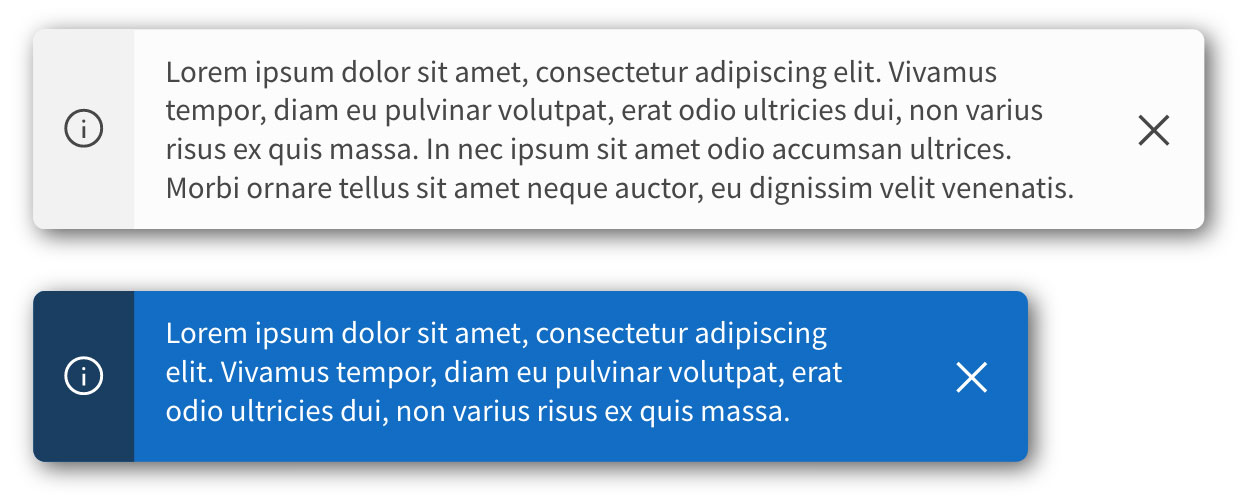 Lorem ipsum dolor sit amet, consectetur adipiscing elit. Vivamus
tempor, diam eu pulvinar volutpat, erat odio ultricies dui, non varius
risus ex quis massa. In nec ipsum sit amet odio accumsan ultrices.
Morbi ornare tellus sit amet neque auctor, eu dignissim velit venenatis.
Lorem ipsum dolor sit amet, consectetur adipiscing
elit. Vivamus tempor, diam eu pulvinar volutpat, erat
odio ultricies dui, non varius risus ex quis massa.